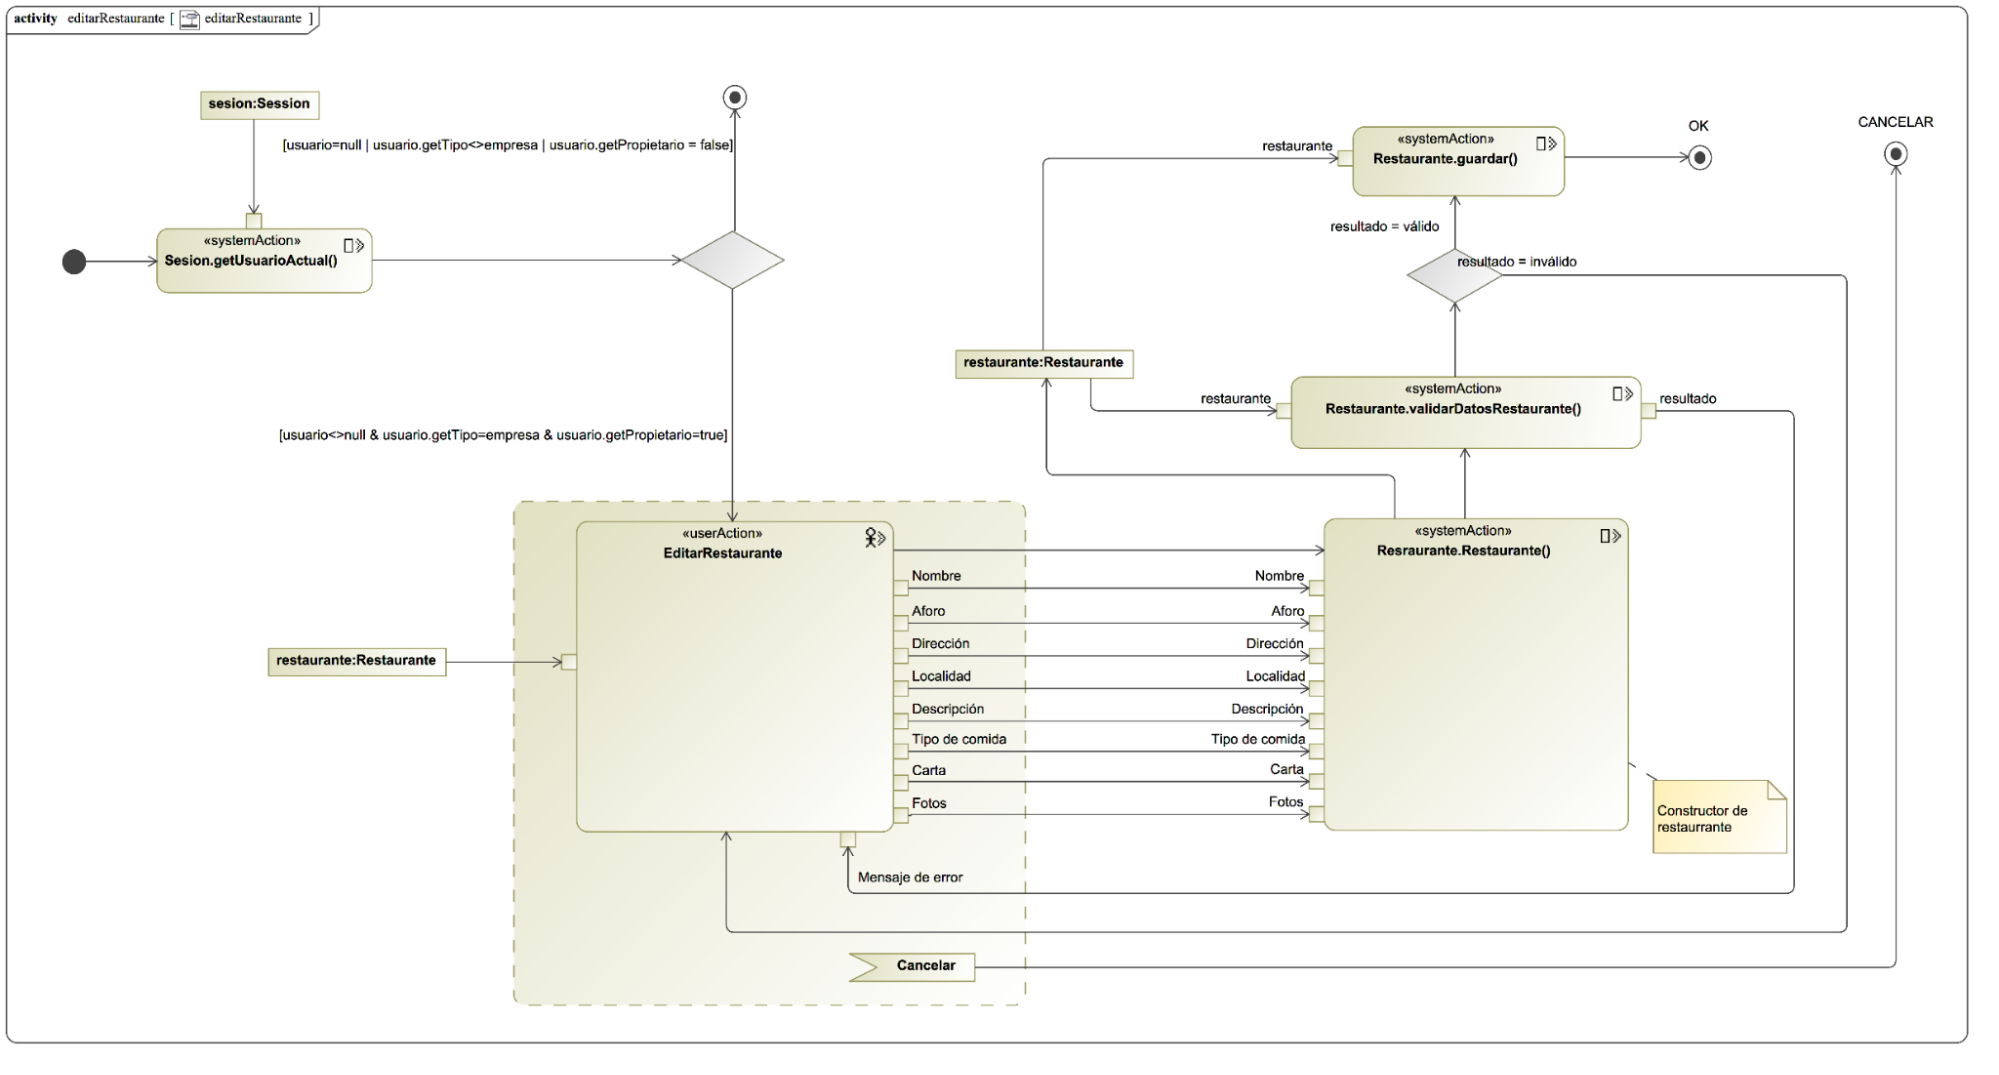 activity editarRestaurante [ editarRestaurante ]
sesion:Session
[usuario=null | usuario.getTipo<>empresa | usuario.getPropietario = false]
«systemAction»
Sesion.getUsuarioActual()
[usuario<>null & usuario.getTipo=empresa & usuario.getPropietario=true]
restaurante
«systemAction»
Restaurante.guardar()
OK
CANCELAR
resultado = válido
resultado = inválido
restaurante:Restaurante
restaurante
«systemAction»
Restaurante.validarDatosRestaurante()
resultado
«userAction»
EditarRestaurante
«systemAction»
Resraurante.Restaurante()
Nombre
Nombre
Aforo
Aforo
Dirección
Dirección
restaurante:Restaurante
Localidad
Localidad
Descripción
Descripción
Tipo de comida
Tipo de comida
Carta
Carta
Fotos
Fotos
Constructor de
restaurrante
Mensaje de error
Cancelar